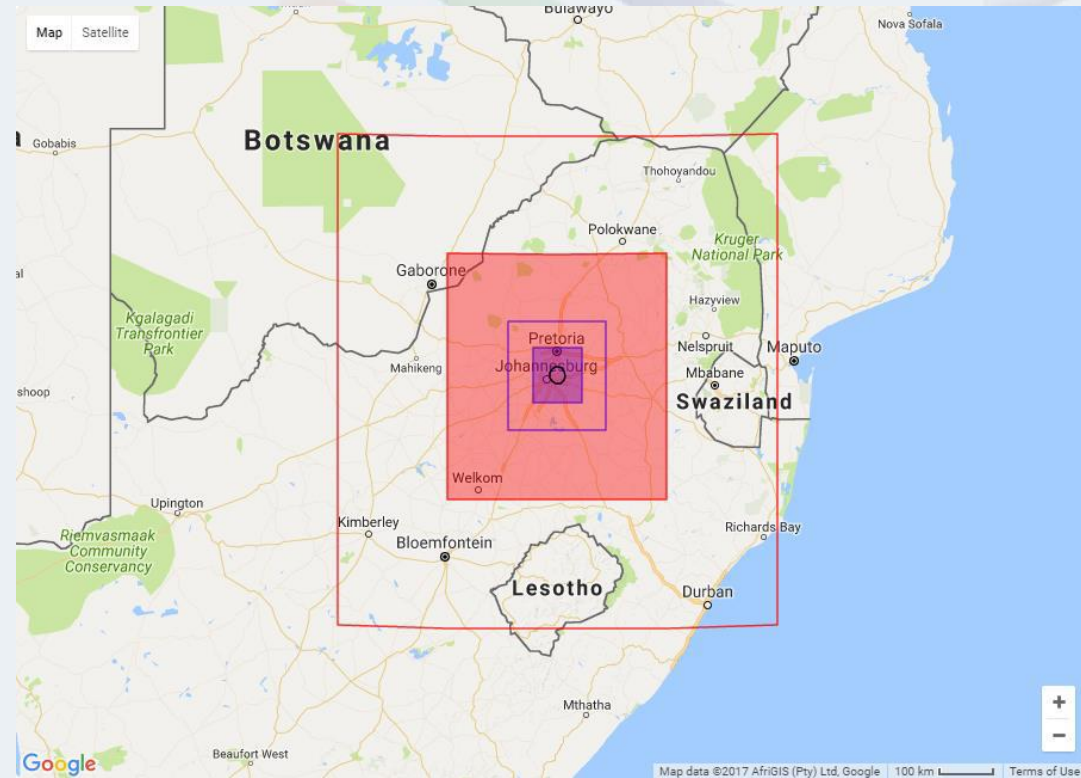 Bulawayo
Map Satellite
Nova Sofala
Gobabis
Botswana
Thohoyandou
Polokwane
Kruger
National Park
Gaborone
Hazyview
Kgalagadi
Transfrontier
Park
Pretoria
Nelspruit
Maputo
Mahikeng
Johannesburg
Mbabane
shoop
Swaziland
Welkom
Upington
Kimberley
Richards Bay
Riemvasmaak
Community
Conservancy
Bloemfontein
Lesotho
Durban
Mthatha
+
−
Beaufort West
Google
Map data ©2017 AfriGIS (Pty) Ltd, Google 100 km Terms of Use